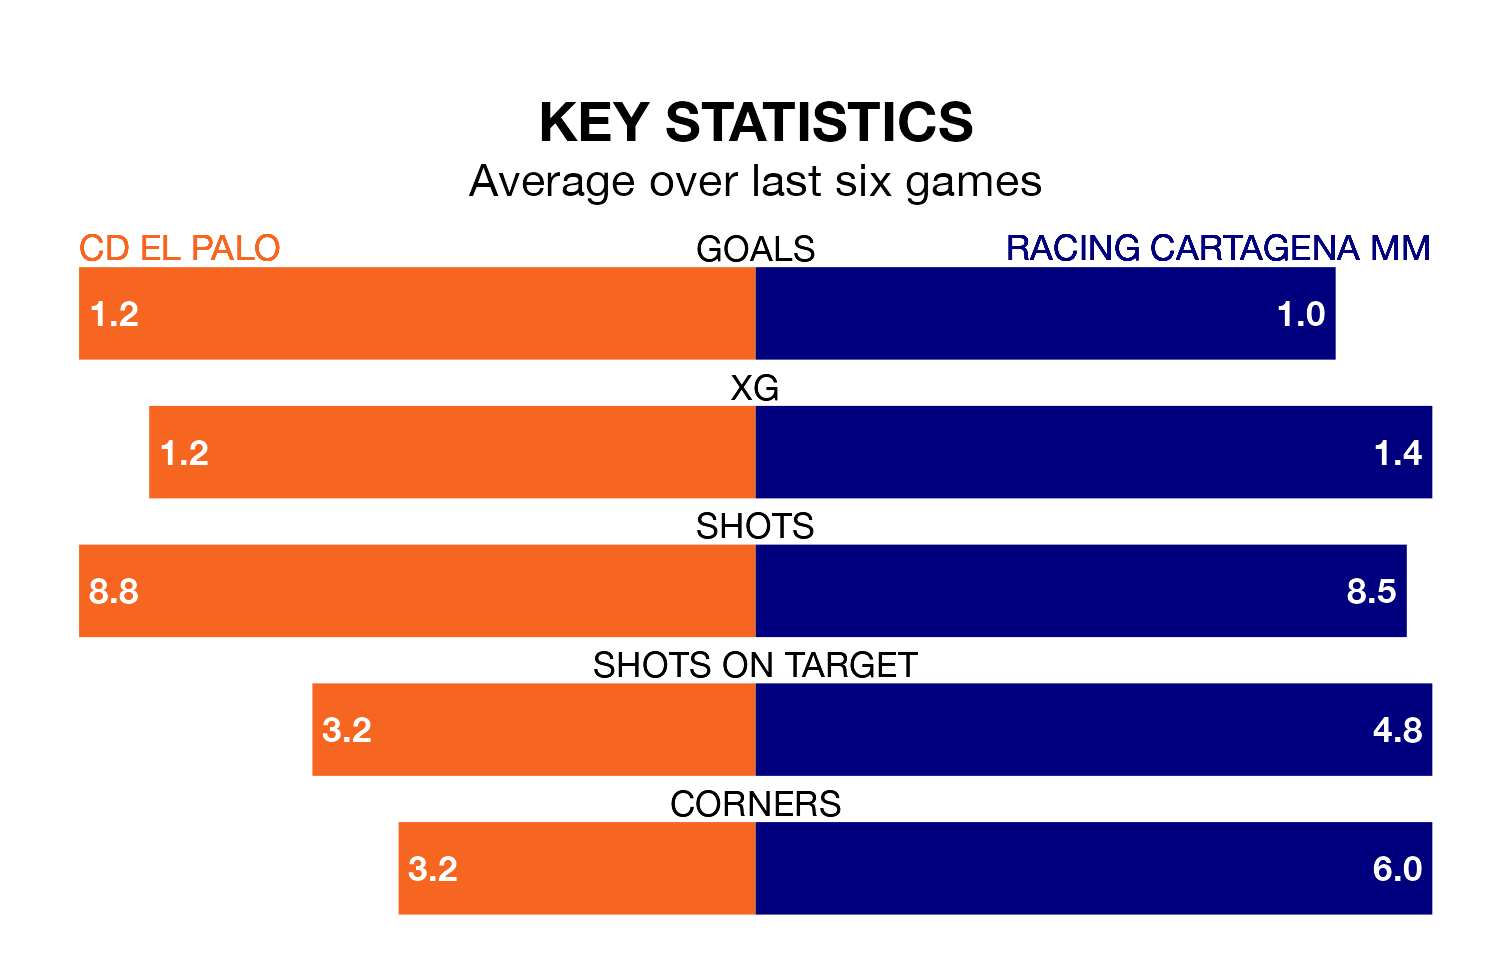 KEY STATISTICS
Average over last six games
CD EL PALO GOALS RACING CARTAGENA MM
1.2 1.0
XG
1.2 1.4
SHOTS
8.8 8.5
SHOTS ON TARGET
3.2 4.8
CORNERS
3.2 6.0